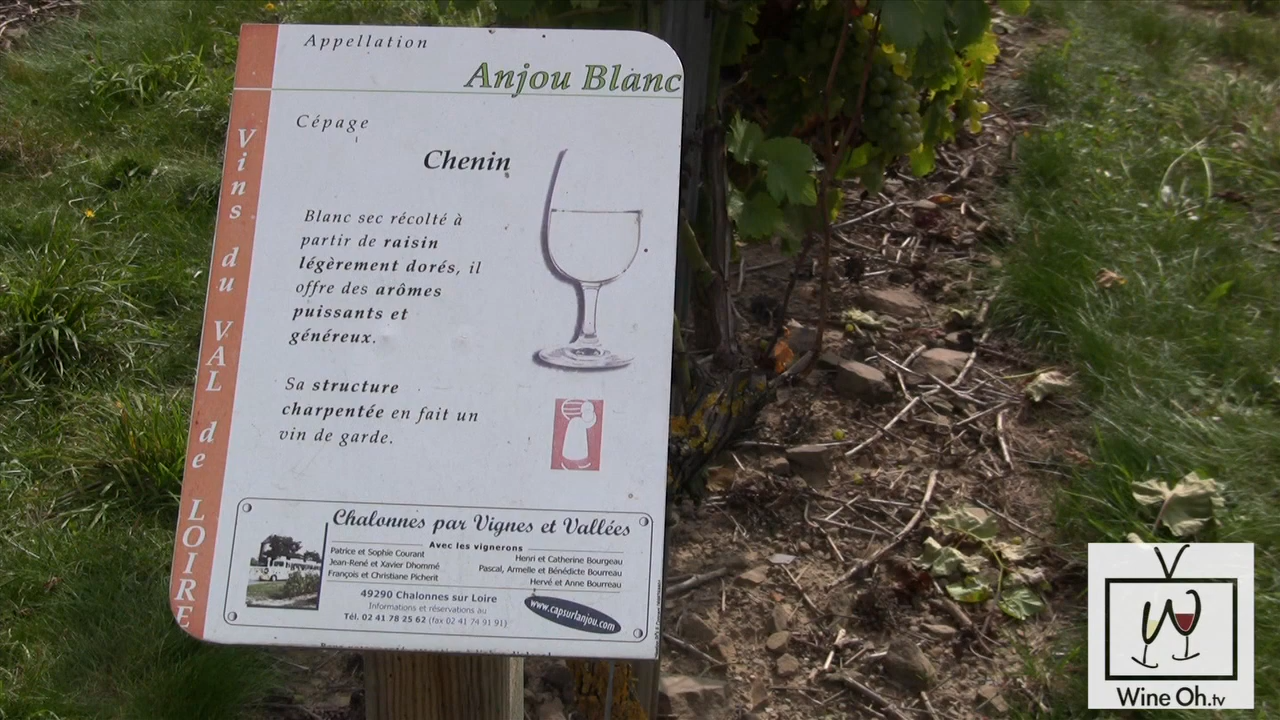 Appellation
Anjou Blanc
Cépage
Chenin
Vins du VAL de LOIRE
Blanc sec récolté à
partir de raisin
légèrement dorés, il
offre des arômes
puissants et
généreux.
Sa structure
charpentée en fait un
vin de garde.
Chalonnes par Vignes et Vallées
Avec les vignerons
Patrice et Sophie Courant
Jean-René et Xavier Dhommé
François et Christiane Picherit
Henri et Catherine Bourgeau
Pascal, Armelle et Bénédicte Bourreau
Hervé et Anne Bourreau
49290 Chalonnes sur Loire
Informations et réservations au
Tél. 02 41 78 25 62 (fax 02 41 74 91 91)
www.capsurlanjou.com
Wine Oh.tv